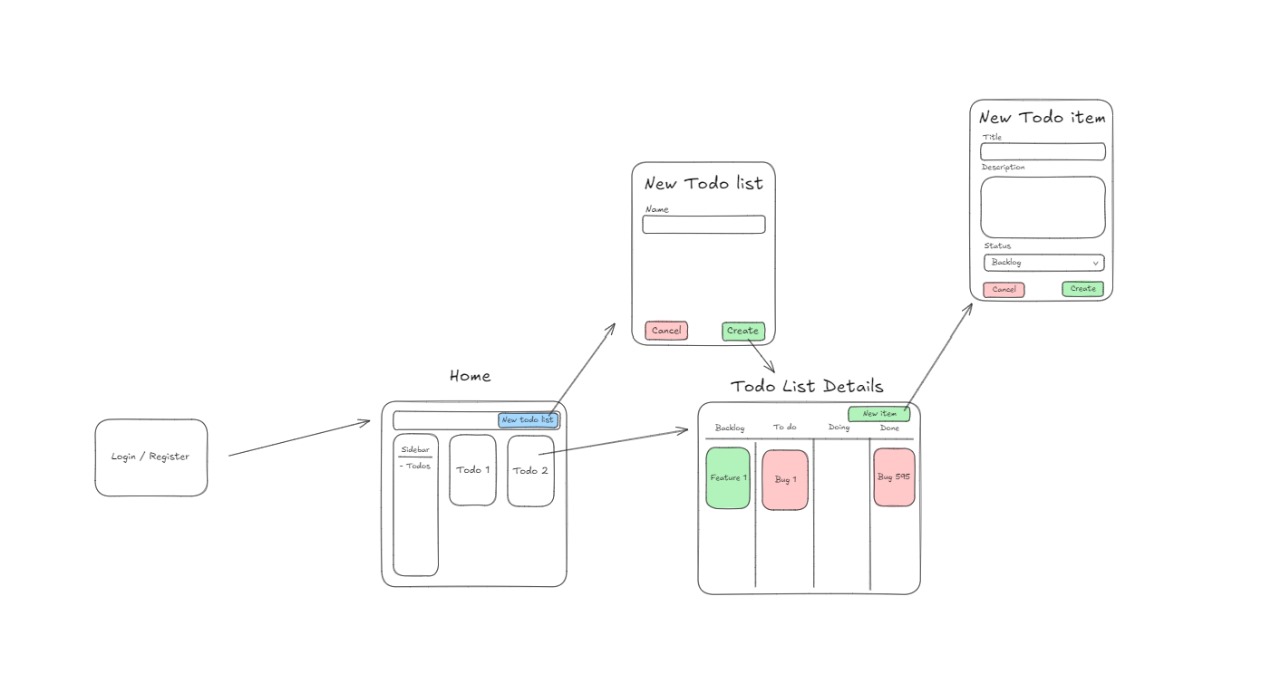 Login / Register
Home
New todo list
Sidebar
- Todos
Todo 1
Todo 2
New Todo list
Name
Cancel
Create
Todo List Details
New item
Backlog
To do
Doing
Done
Feature 1
Bug 1
Bug 595
New Todo item
Title
Description
Status
Backlog
Cancel
Create